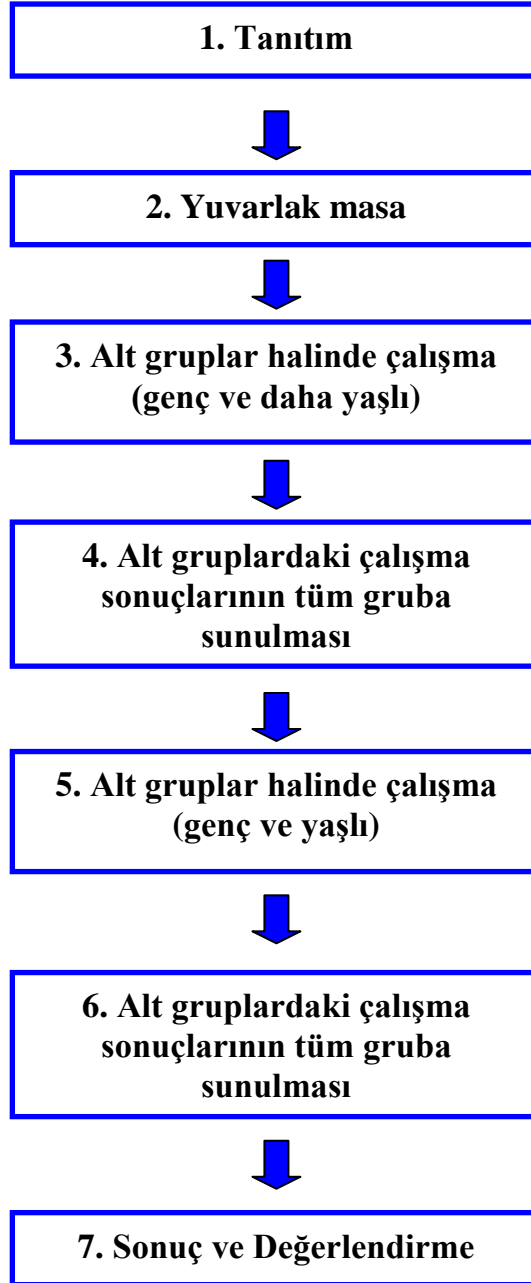 1. Tanıtım
2. Yuvarlak masa
3. Alt gruplar halinde çalışma
(genç ve daha yaşlı)
4. Alt gruplardaki çalışma
sonuçlarının tüm gruba
sunulması
5. Alt gruplar halinde çalışma
(genç ve yaşlı)
6. Alt gruplardaki çalışma
sonuçlarının tüm gruba
sunulması
7. Sonuç ve Değerlendirme